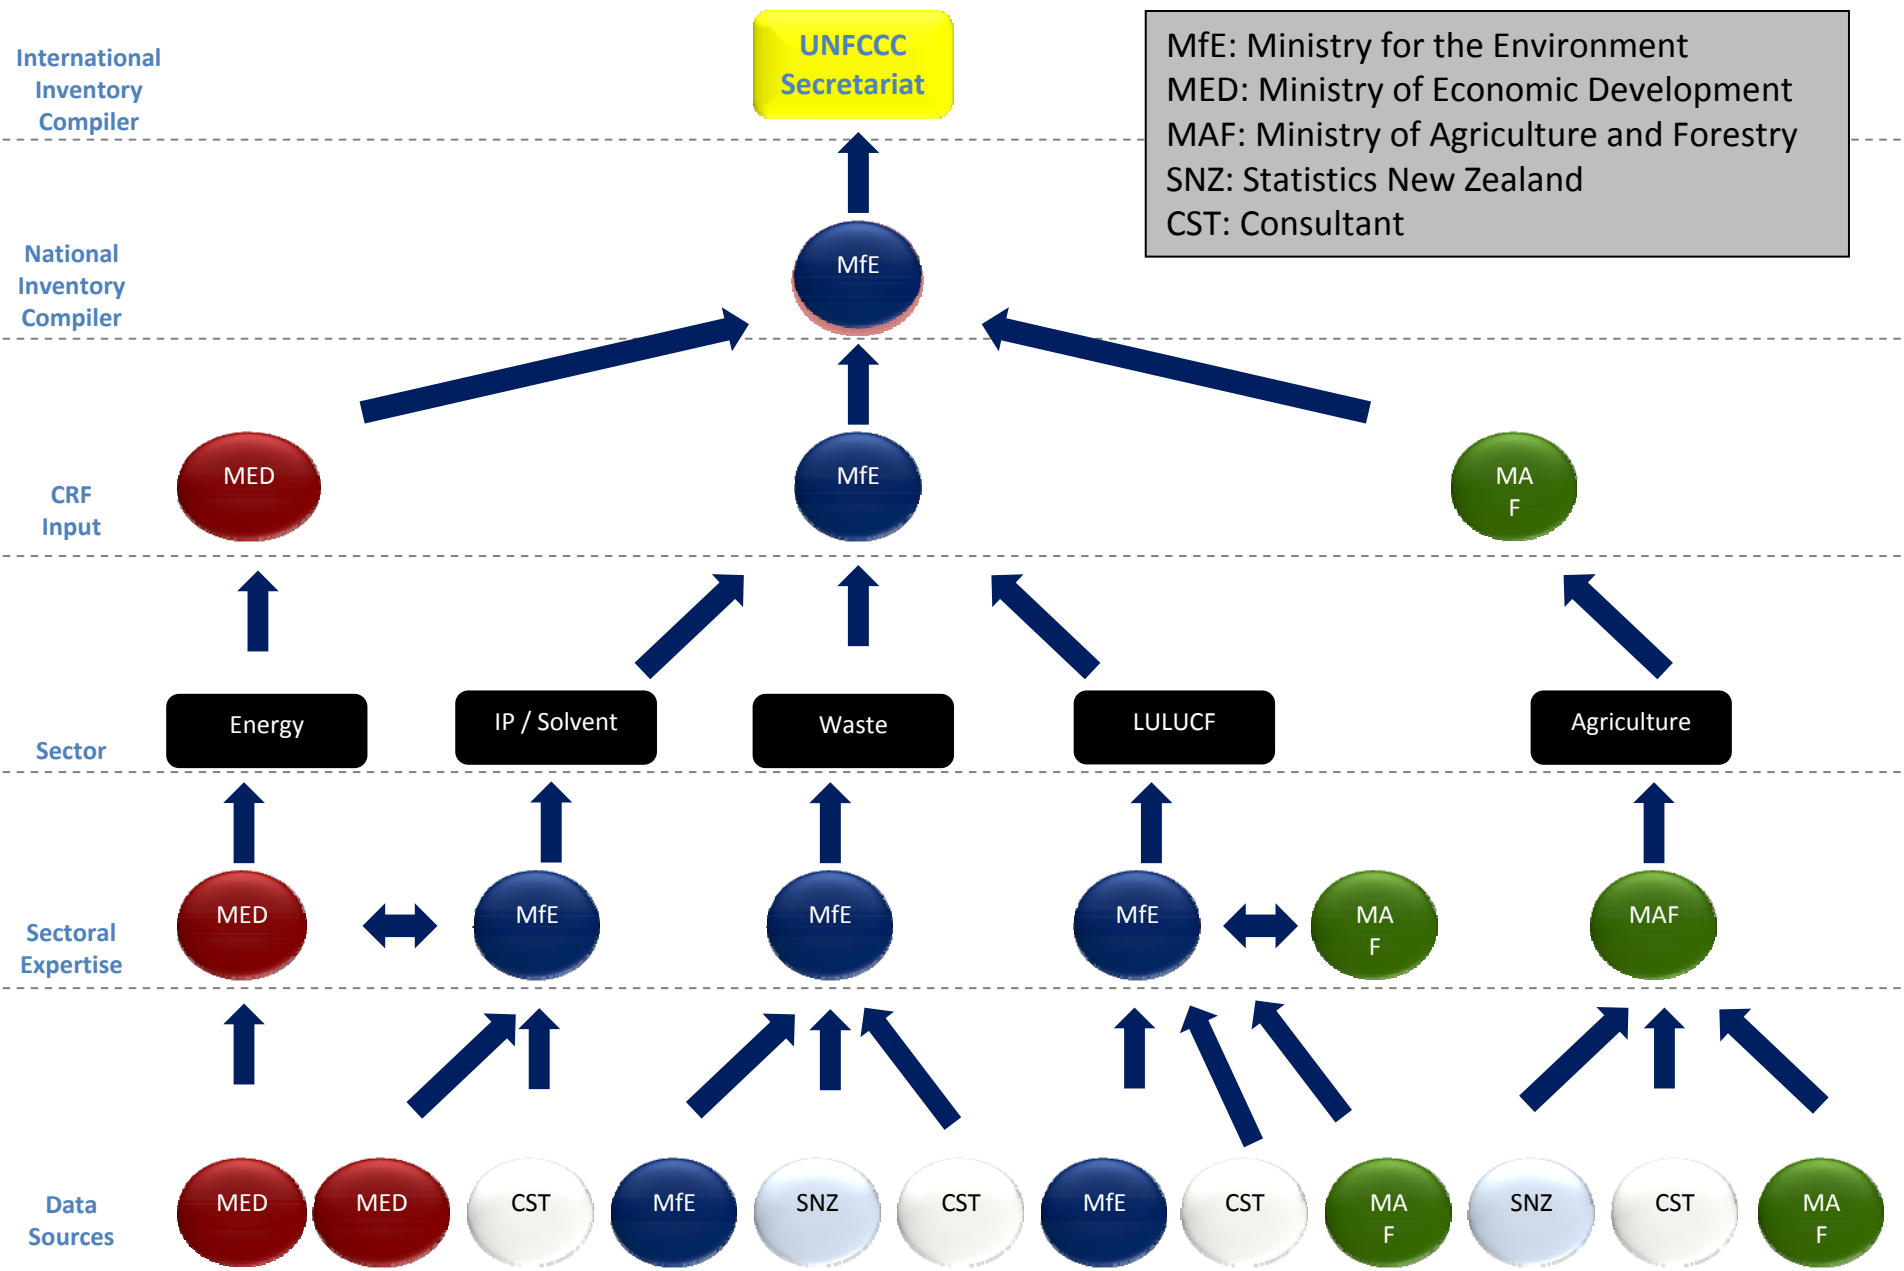 International
Inventory
Compiler
UNFCCC
Secretariat
MfE: Ministry for the Environment
MED: Ministry of Economic Development
MAF: Ministry of Agriculture and Forestry
SNZ: Statistics New Zealand
CST: Consultant
National
Inventory
Compiler
MfE
CRF
Input
MED
MfE
MA
F
Sector
Energy
IP / Solvent
Waste
LULUCF
Agriculture
Sectoral
Expertise
MED
MfE
MfE
MfE
MA
F
MAF
Data
Sources
MED
MED
CST
MfE
SNZ
CST
MfE
CST
MA
F
SNZ
CST
MA
F